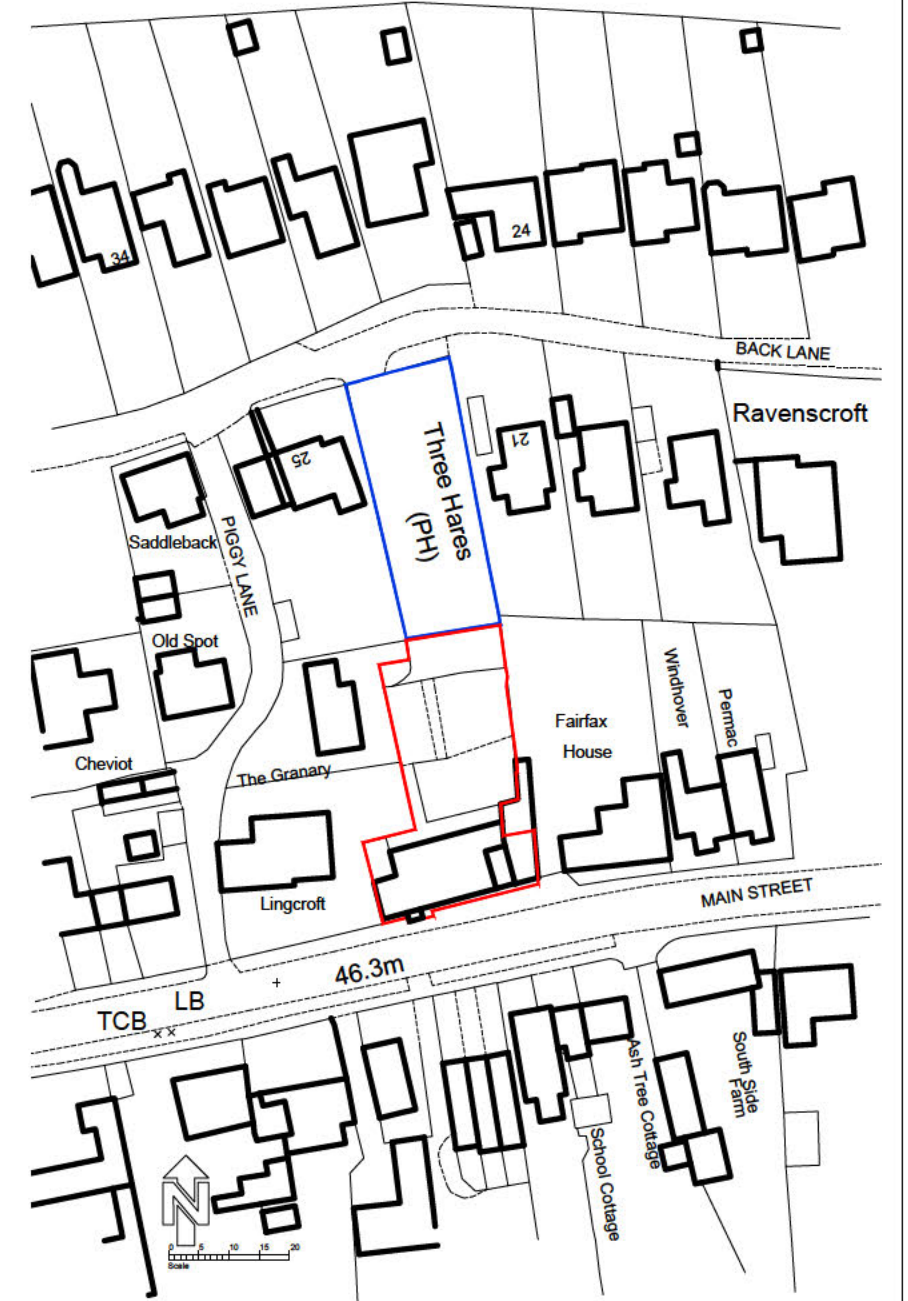 24
34
BACK LANE
Ravenscroft
Three Hares
(PH)
21
25
Saddleback
PIGGY LANE
Old Spot
Windhover
Permac
Fairfax
House
Cheviot
The Granary
Lingcroft
MAIN STREET
46.3m
LB
TCB
Ash Tree Cottage
South Side
Farm
School Cottage
N
0 5 10 15 20
Scale